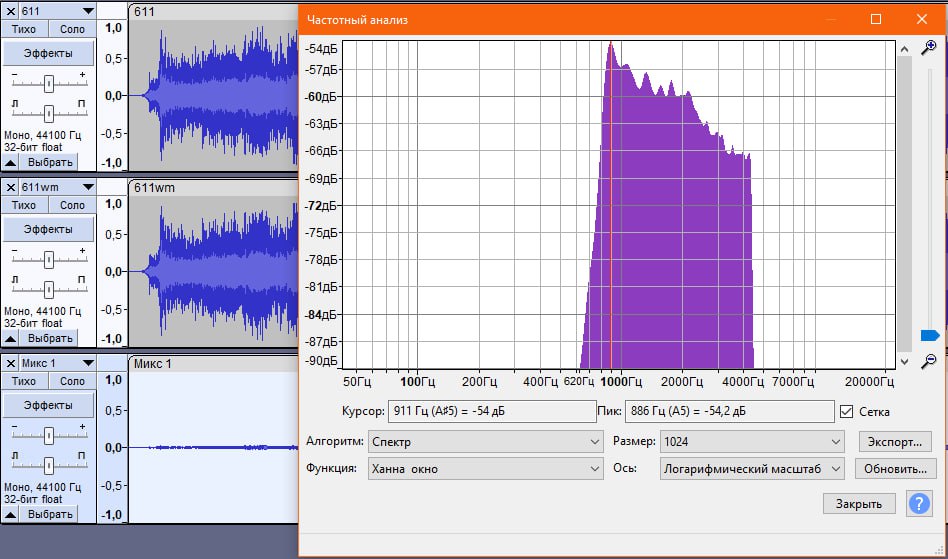 611
Тихо Соло
Эффекты
- +
Л П
Моно, 44100 Гц
32-бит float
Выбрать
1,0
0,5
0,0
-0,5
-1,0
611
611wm
Тихо Соло
Эффекты
- +
Л П
Моно, 44100 Гц
32-бит float
Выбрать
1,0
0,5
0,0
-0,5
-1,0
611wm
Микс 1
Тихо Соло
Эффекты
- +
Л П
Моно, 44100 Гц
32-бит float
Выбрать
1,0
0,5
0,0
-0,5
-1,0
Микс 1
Частотный анализ
-54дБ
-57дБ
-60дБ
-63дБ
-66дБ
-69дБ
-72дБ
-75дБ
-78дБ
-81дБ
-84дБ
-87дБ
-90дБ
50Гц 100Гц 200Гц 400Гц 620Гц 1000Гц 2000Гц 4000Гц 7000Гц 20000Гц
Курсор: 911 Гц (A♯5) = -54 дБ Пик: 886 Гц (A5) = -54,2 дБ Сетка
Алгоритм: Спектр Размер: 1024 Экспорт...
Функция: Ханна окно Ось: Логарифмический масштаб Обновить...
Закрыть ?